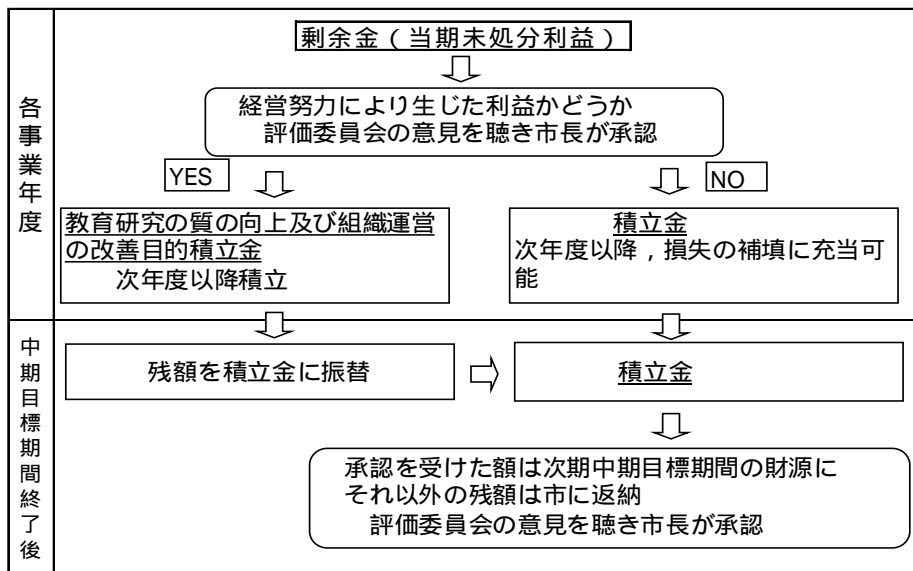 各事業年度
剰余金（当期未処分利益）
経営努力により生じた利益かどうか
評価委員会の意見を聴き市長が承認
YES
NO
教育研究の質の向上及び組織運営
の改善目的積立金
次年度以降積立
積立金
次年度以降，損失の補填に充当可
能
中期目標期間終了後
残額を積立金に振替
積立金
承認を受けた額は次期中期目標期間の財源に
それ以外の残額は市に返納
評価委員会の意見を聴き市長が承認